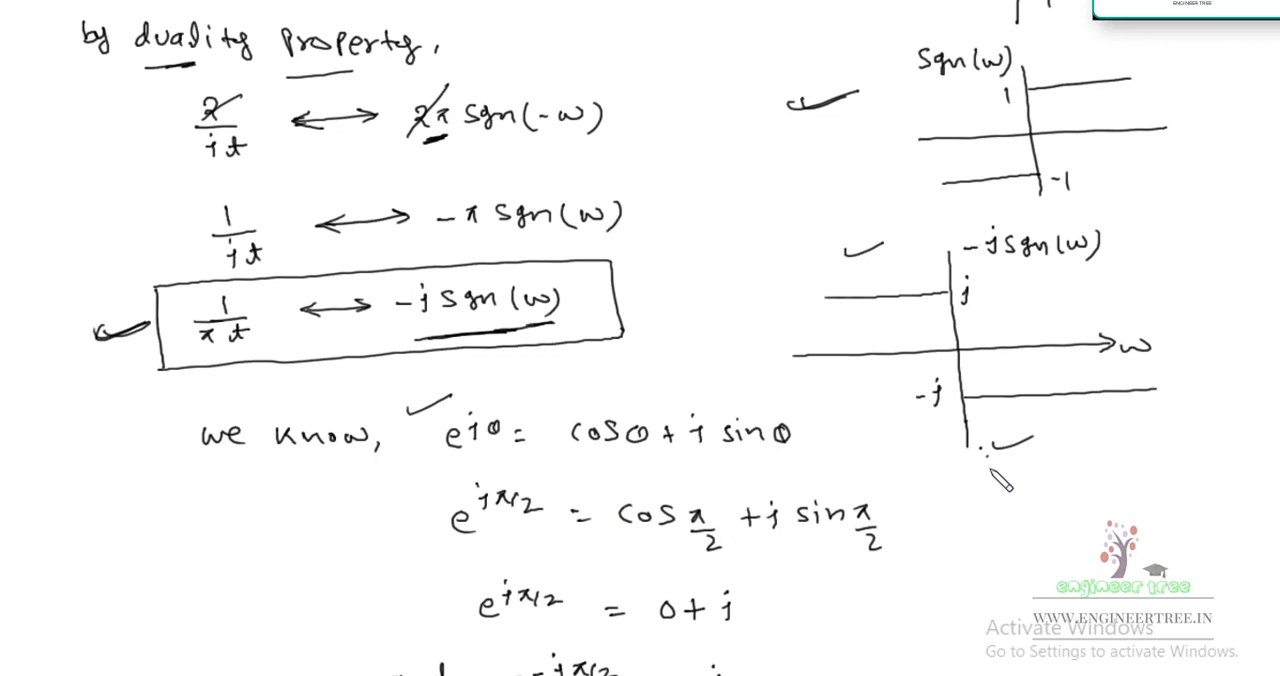 ENGINEER TREE
by duality property,
2/jt ⟷ 2π sgn(-ω)
1/jt ⟷ -π sgn(ω)
1/πt ⟷ -j sgn(ω)
we know, e^jθ = cosθ + j sinθ
e^jπ/2 = cos π/2 + j sin π/2
e^jπ/2 = 0 + j
sgn(ω)
1
-1
-j sgn(ω)
j
ω
-j
engineer tree
WWW.ENGINEERTREE.IN
Activate Windows
Go to Settings to activate Windows.